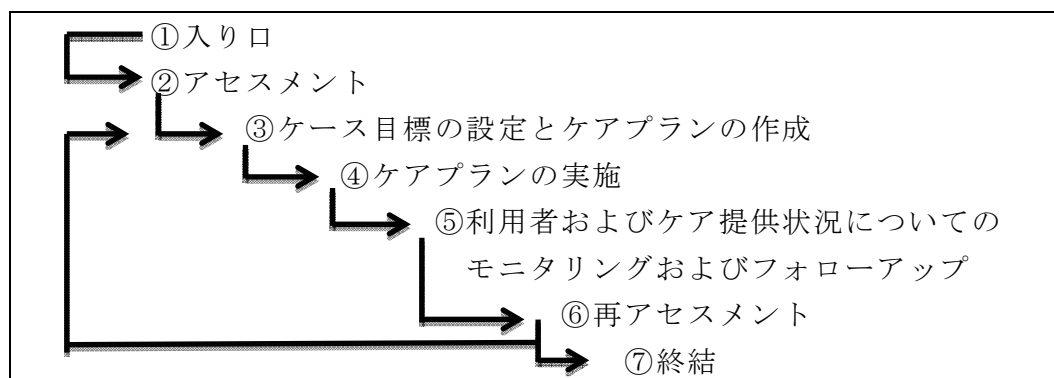 ①入り口
②アセスメント
③ケース目標の設定とケアプランの作成
④ケアプランの実施
⑤利用者およびケア提供状況についての
モニタリングおよびフォローアップ
⑥再アセスメント
⑦終結